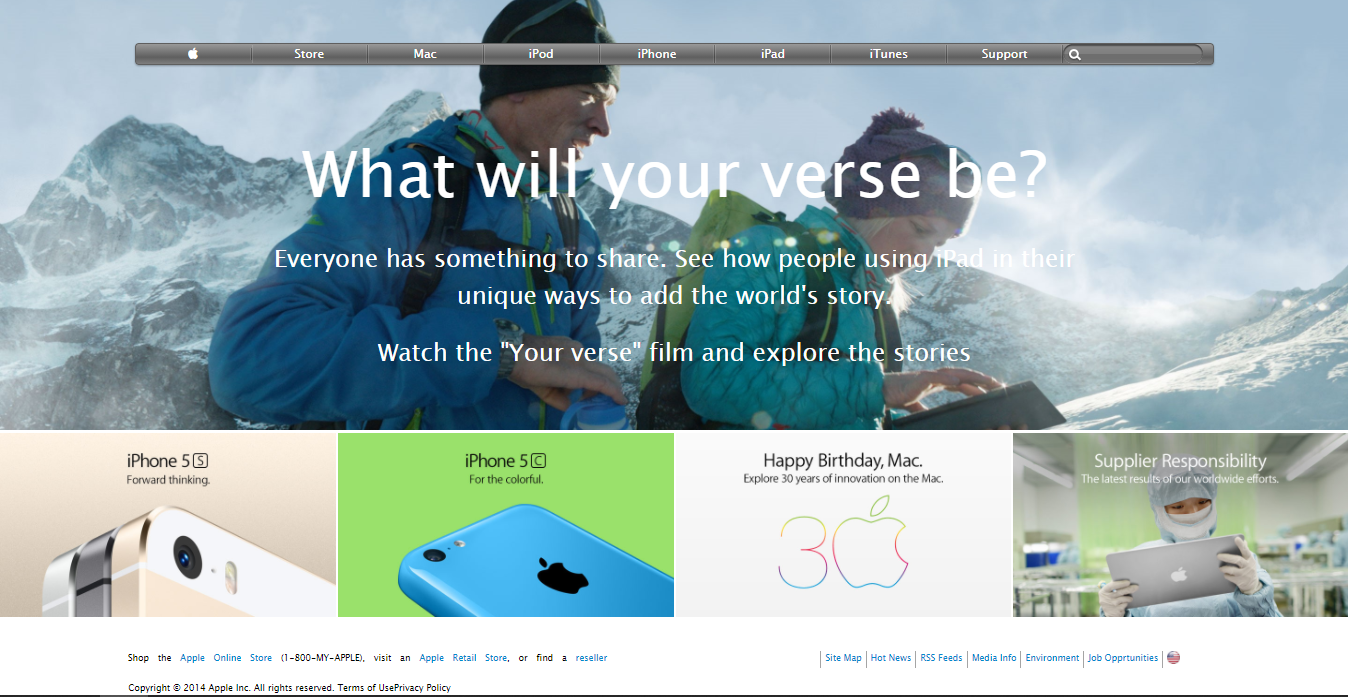 Store Mac iPod iPhone iPad iTunes Support
What will your verse be?
Everyone has something to share. See how people using iPad in their
unique ways to add the world's story.
Watch the "Your verse" film and explore the stories
iPhone 5S
Forward thinking.
iPhone 5C
For the colorful.
Happy Birthday, Mac.
Explore 30 years of innovation on the Mac.
30
Supplier Responsibility
The latest results of our worldwide efforts.
Shop the Apple Online Store (1-800-MY-APPLE), visit an Apple Retail Store, or find a reseller
Site Map Hot News RSS Feeds Media Info Environment Job Opprtunities
Copyright © 2014 Apple Inc. All rights reserved. Terms of UsePrivacy Policy